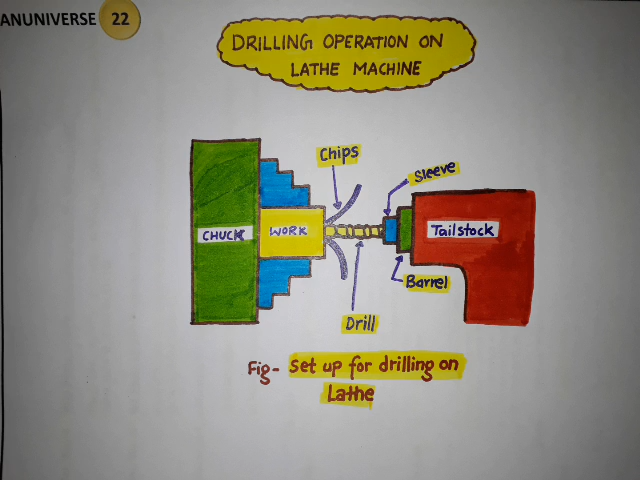 ANUNIVERSE 22
DRILLING OPERATION ON
LATHE MACHINE
Chips
Sleeve
CHUCK
WORK
Tailstock
Barrel
Drill
Fig- Set up for drilling on
Lathe